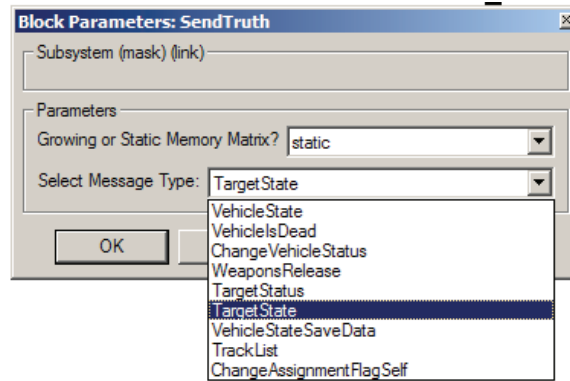 Block Parameters: SendTruth
Subsystem (mask) (link)
Parameters
Growing or Static Memory Matrix? static
Select Message Type: TargetState
VehicleState
VehicleIsDead
ChangeVehicleStatus
WeaponsRelease
TargetStatus
TargetState
VehicleStateSaveData
TrackList
ChangeAssignmentFlagSelf
OK